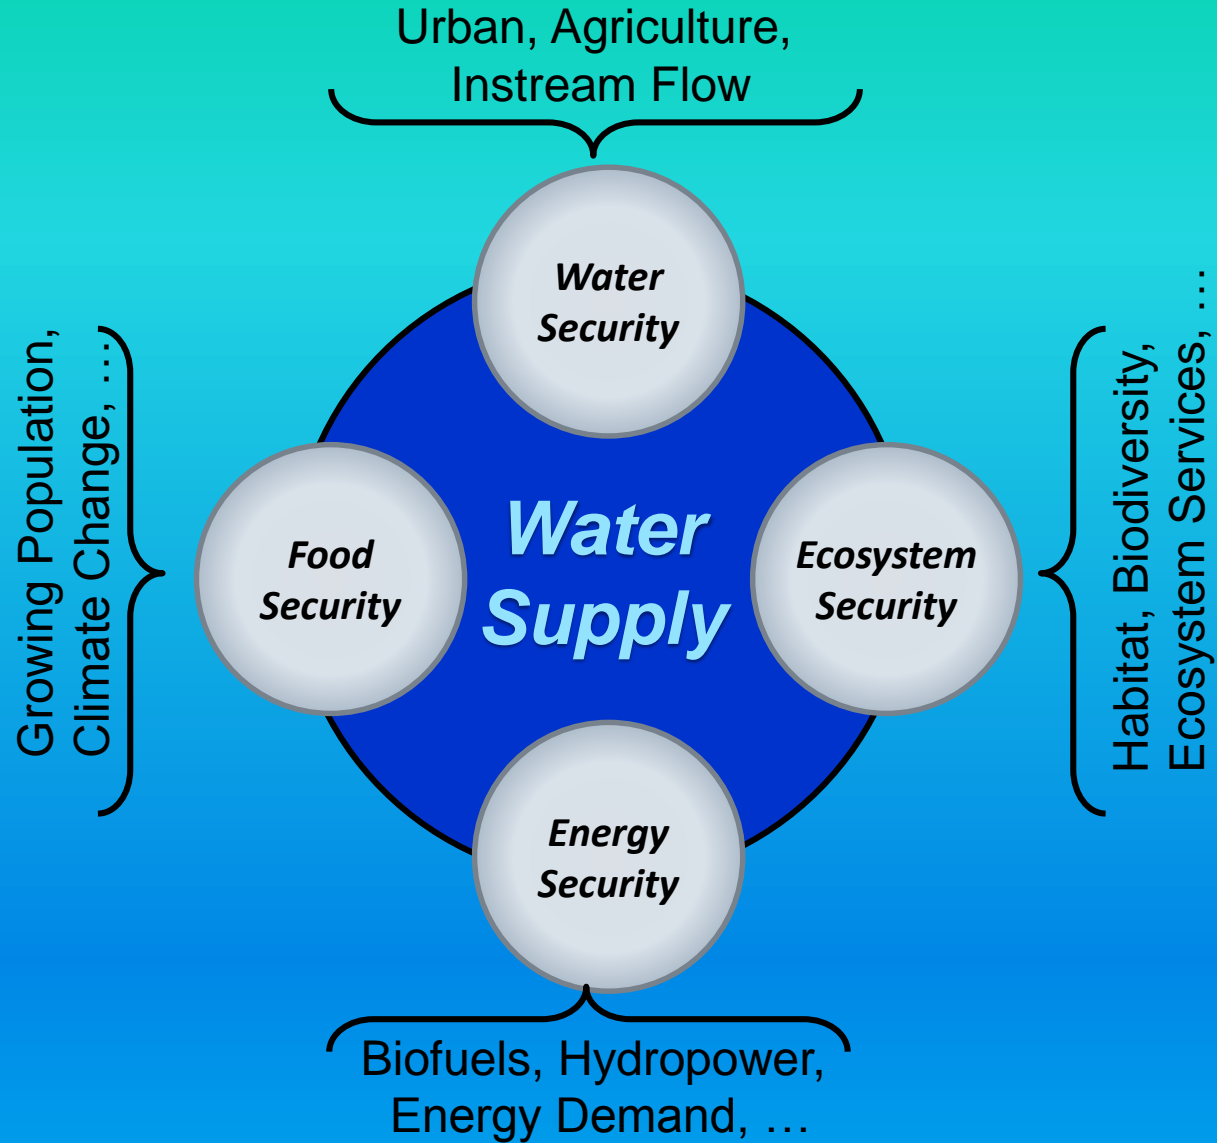 Urban, Agriculture,
Instream Flow
Water
Security
Growing Population,
Climate Change, …
Food
Security
Water
Supply
Ecosystem
Security
Habitat, Biodiversity,
Ecosystem Services, …
Energy
Security
Biofuels, Hydropower,
Energy Demand, …